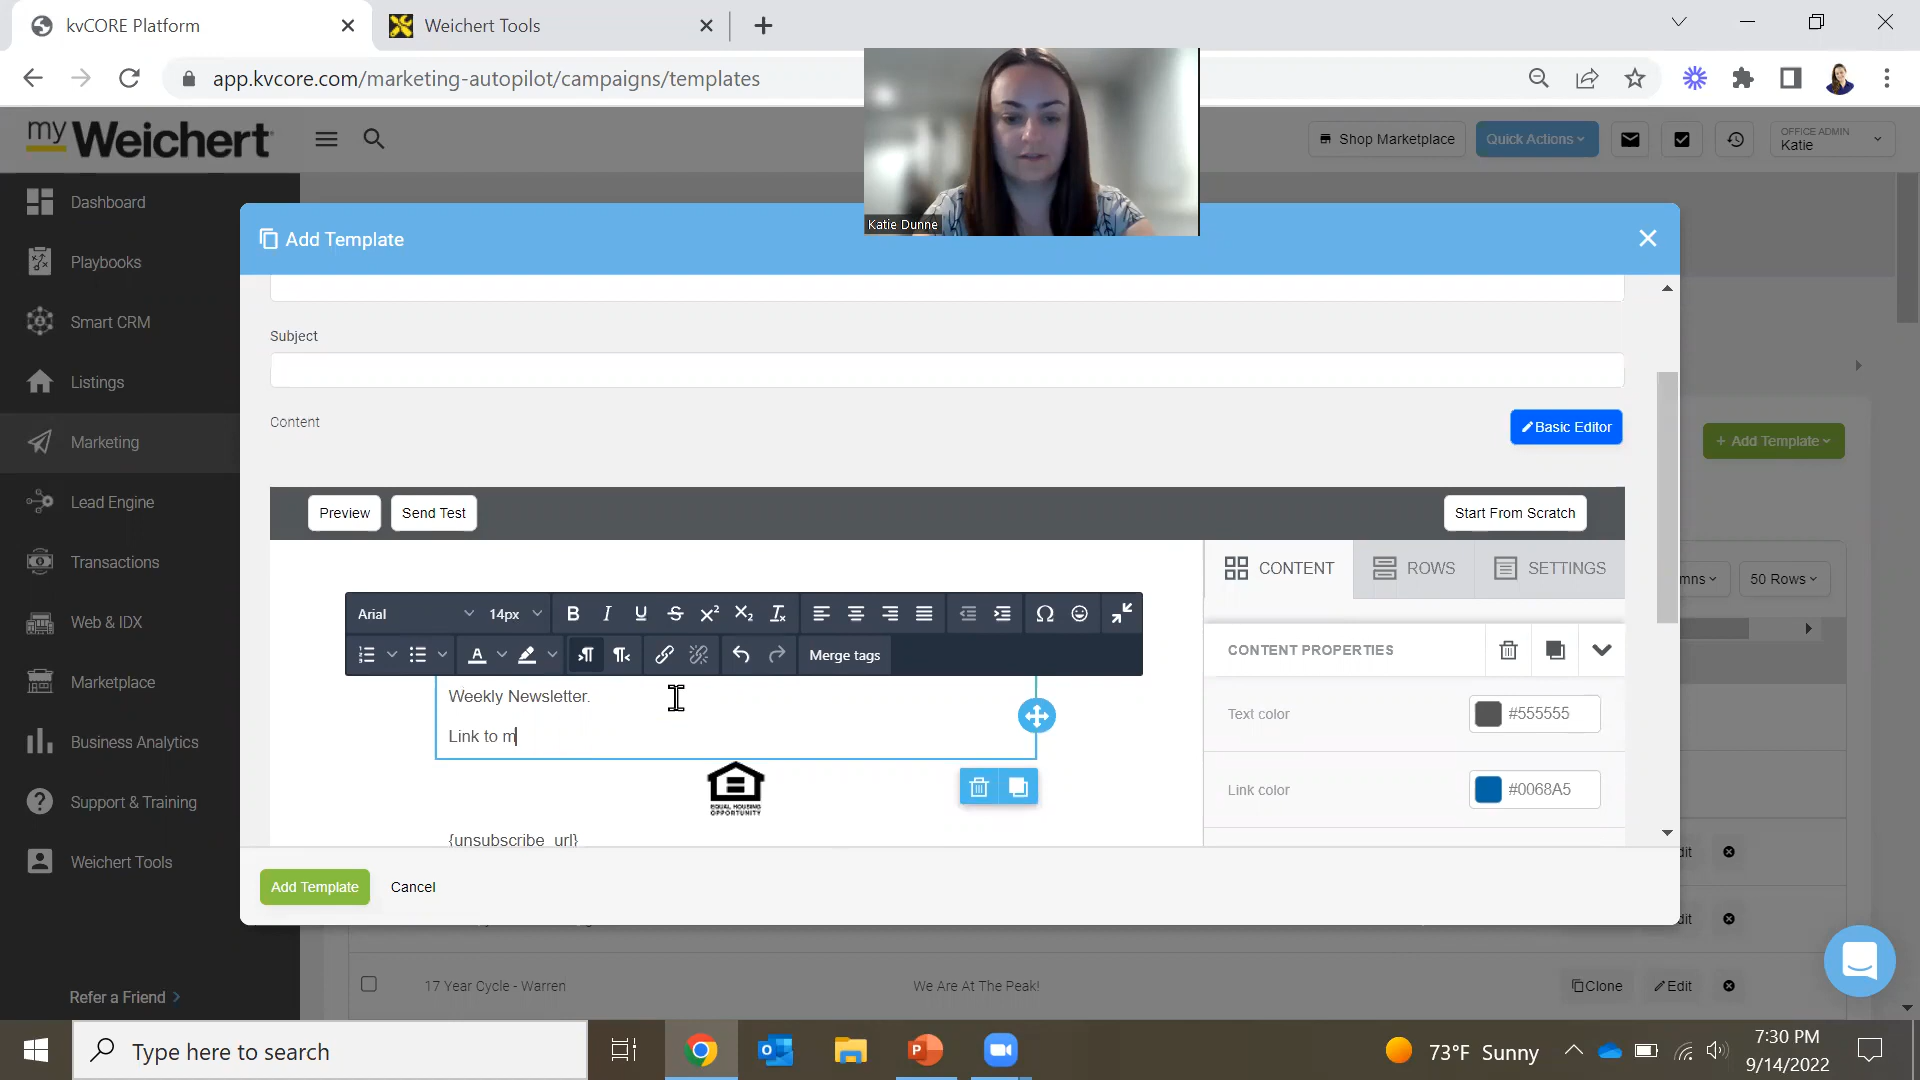 kvCORE Platform
Weichert Tools
app.kvcore.com/marketing-autopilot/campaigns/templates
myWeichert
Shop Marketplace
Quick Actions
OFFICE ADMIN
Katie
Katie Dunne
Dashboard
Playbooks
Smart CRM
Listings
Marketing
Lead Engine
Transactions
Web & IDX
Marketplace
Business Analytics
Support & Training
Weichert Tools
Refer a Friend >
Add Template
Subject
Content
Basic Editor
+ Add Template
Preview
Send Test
Start From Scratch
CONTENT
ROWS
SETTINGS
50 Rows
Arial
14px
Merge tags
CONTENT PROPERTIES
Weekly Newsletter.
Link to m
Text color
#555555
Link color
#0068A5
EQUAL HOUSING
OPPORTUNITY
{unsubscribe_url}
Add Template
Cancel
17 Year Cycle - Warren
We Are At The Peak!
Clone
Edit
Type here to search
73°F Sunny
7:30 PM
9/14/2022